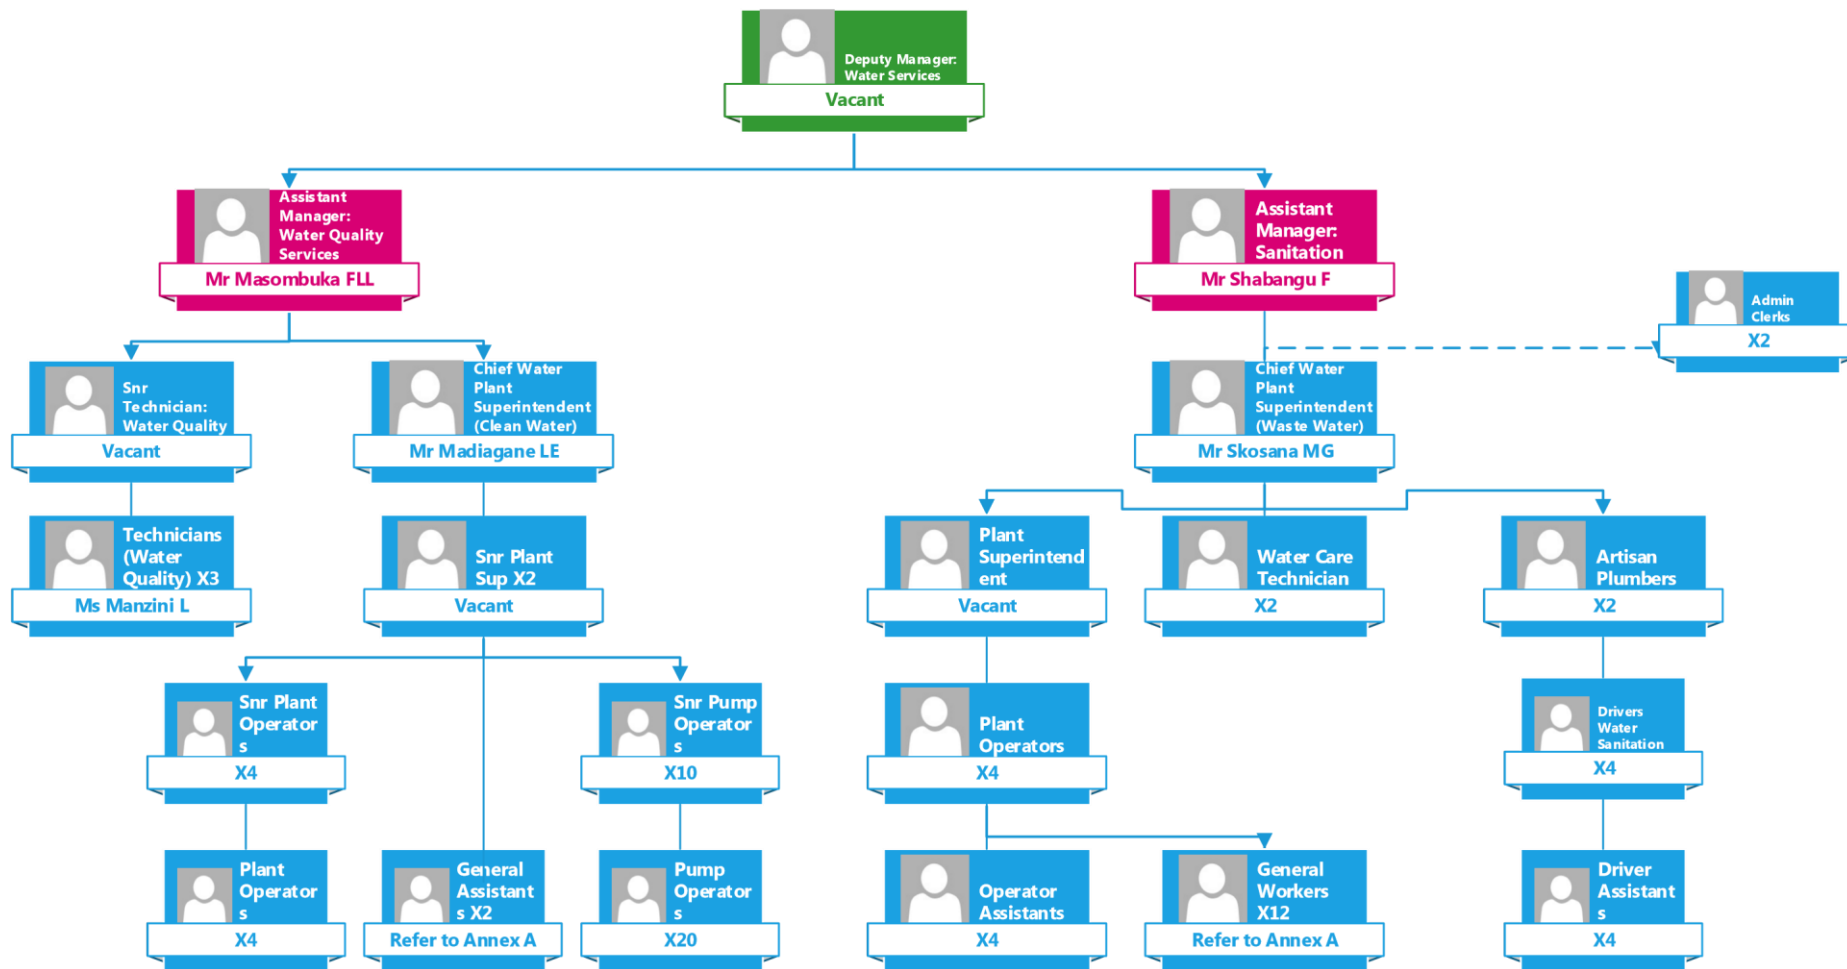 Deputy Manager:
Water Services
Vacant
Assistant
Manager:
Water Quality
Services
Mr Masombuka FLL
Assistant
Manager:
Sanitation
Mr Shabangu F
Admin
Clerks
X2
Snr
Technician:
Water Quality
Vacant
Chief Water
Plant
Superintendent
(Clean Water)
Mr Madiagane LE
Chief Water
Plant
Superintendent
(Waste Water)
Mr Skosana MG
Technicians
(Water
Quality) X3
Ms Manzini L
Snr Plant
Sup X2
Vacant
Plant
Superintend
ent
Vacant
Water Care
Technician
X2
Artisan
Plumbers
X2
Snr Plant
Operator
s
X4
Snr Pump
Operator
s
X10
Plant
Operators
X4
Drivers
Water
Sanitation
X4
Plant
Operator
s
X4
General
Assistant
s X2
Refer to Annex A
Pump
Operator
s
X20
Operator
Assistants
X4
General
Workers
X12
Refer to Annex A
Driver
Assistant
s
X4